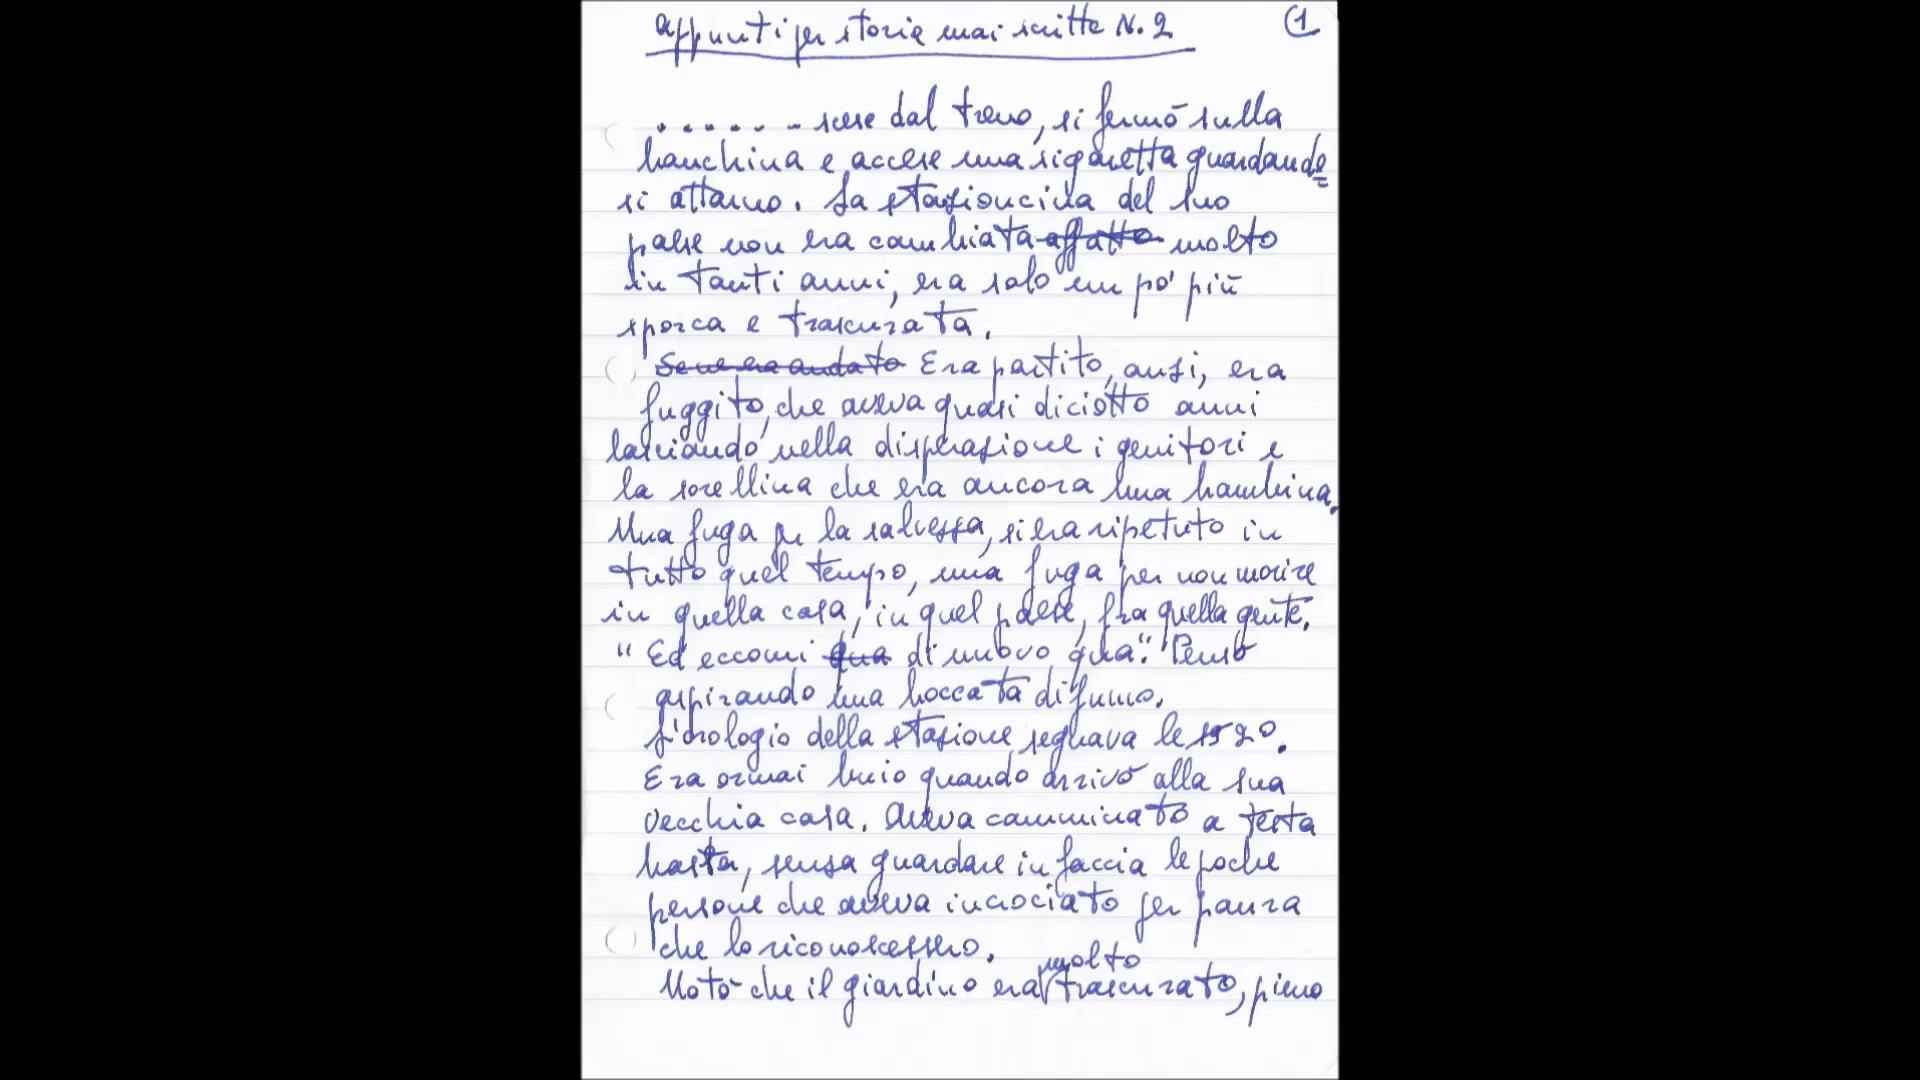 appunti per storie mai scritte N. 2 1
....... scese dal treno, si fermò sulla
banchina e accese una sigaretta guardando=
si attorno. La stazioncina del suo
paese non era cambiata affatto molto
in tanti anni, era solo un po' più
sporca e trascurata.
Se ne era andato Era partito, anzi, era
fuggito, che aveva quasi diciotto anni
lasciando nella disperazione i genitori e
la sorellina che era ancora una bambina.
Una fuga per la salvezza, si era ripetuto in
tutto quel tempo, una fuga per non morire
in quella casa, in quel paese, fra quella gente.
"Ed eccomi qua di nuovo qua". Pensò
aspirando una boccata di fumo.
L'orologio della stazione segnava le 20.
Era ormai buio quando arrivò alla sua
vecchia casa. Aveva camminato a testa
bassa, senza guardare in faccia le poche
persone che aveva incrociato per paura
che lo riconoscessero.
Notò che il giardino era molto trascurato, pieno